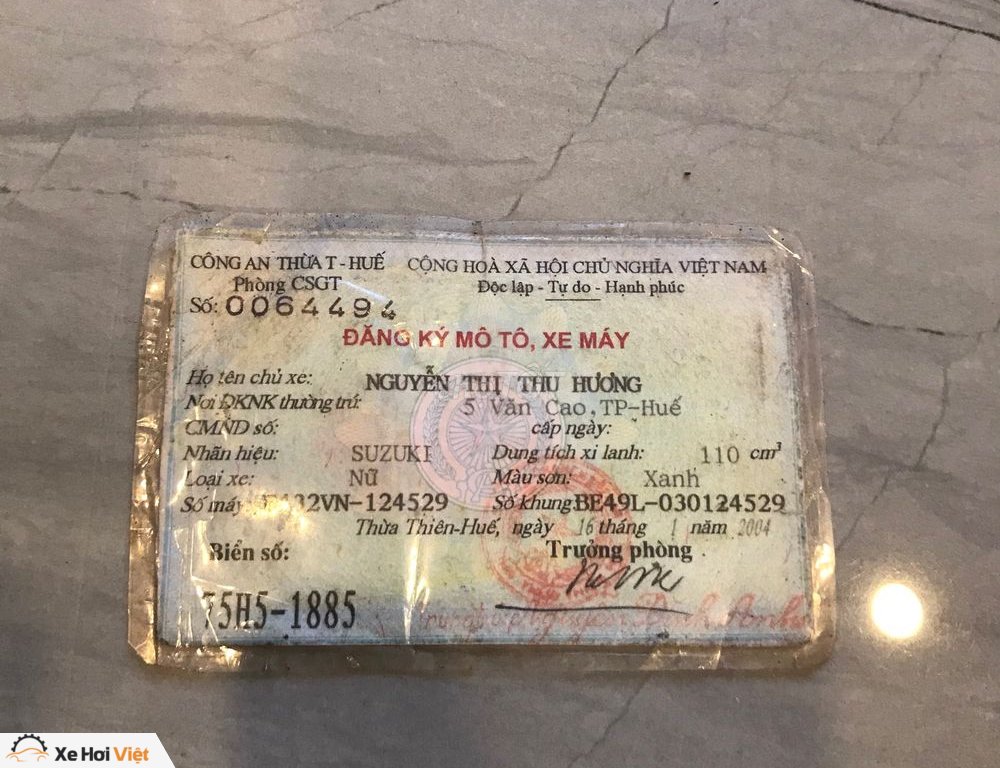 CÔNG AN THỪA T - HUẾ CỘNG HOÀ XÃ HỘI CHỦ NGHĨA VIỆT NAM
Phòng CSGT Độc lập - Tự do - Hạnh phúc
Số: 0064494
ĐĂNG KÝ MÔ TÔ, XE MÁY
Họ tên chủ xe: NGUYỄN THỊ THU HƯƠNG
Nơi ĐKNK thường trú: 5 Văn Cao, TP-Huế
CMND số: cấp ngày:
Nhãn hiệu: SUZUKI Dung tích xi lanh: 110 cm³
Loại xe: Nữ Màu sơn: Xanh
Số máy Số khung BE49L-030124529
Thừa Thiên-Huế, ngày 16 tháng 1 năm 2004
Biển số: Trưởng phòng
75H5-1885
Xe Hơi Việt